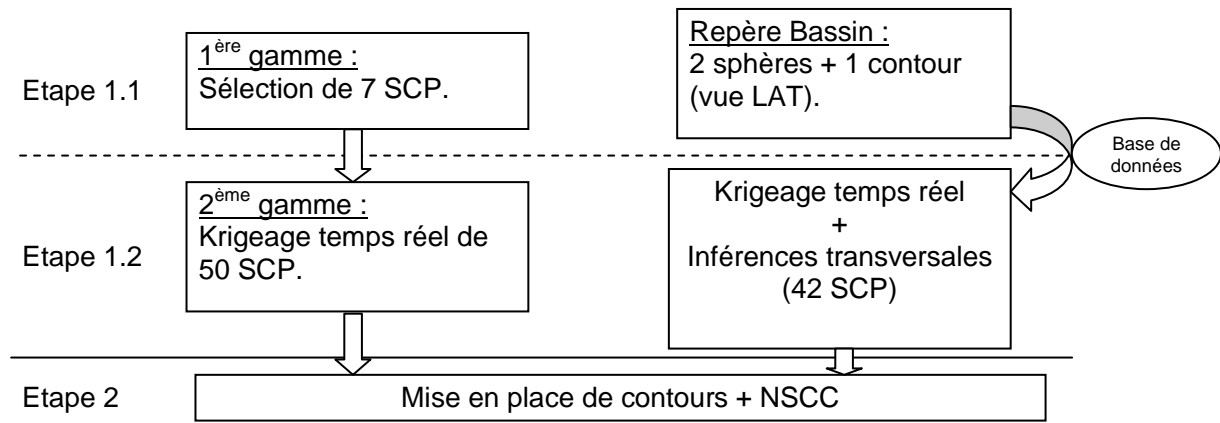 Etape 1.1
1ère gamme :
Sélection de 7 SCP.
Repère Bassin :
2 sphères + 1 contour
(vue LAT).
Base de
données
Etape 1.2
2ème gamme :
Krigeage temps réel de
50 SCP.
Krigeage temps réel
+
Inférences transversales
(42 SCP)
Etape 2
Mise en place de contours + NSCC